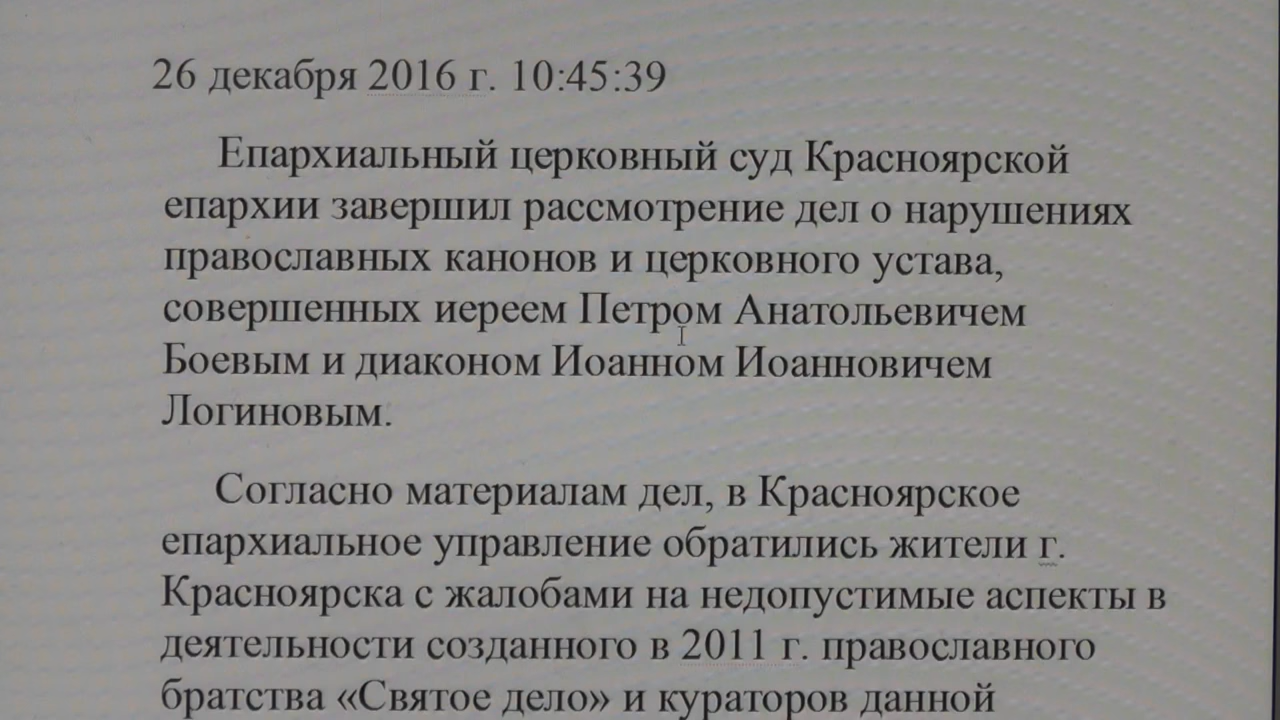 26 декабря 2016 г. 10:45:39
Епархиальный церковный суд Красноярской
епархии завершил рассмотрение дел о нарушениях
православных канонов и церковного устава,
совершенных иереем Петром Анатольевичем
Боевым и диаконом Иоанном Иоанновичем
Логиновым.
Согласно материалам дел, в Красноярское
епархиальное управление обратились жители г.
Красноярска с жалобами на недопустимые аспекты в
деятельности созданного в 2011 г. православного
братства «Святое дело» и кураторов данной